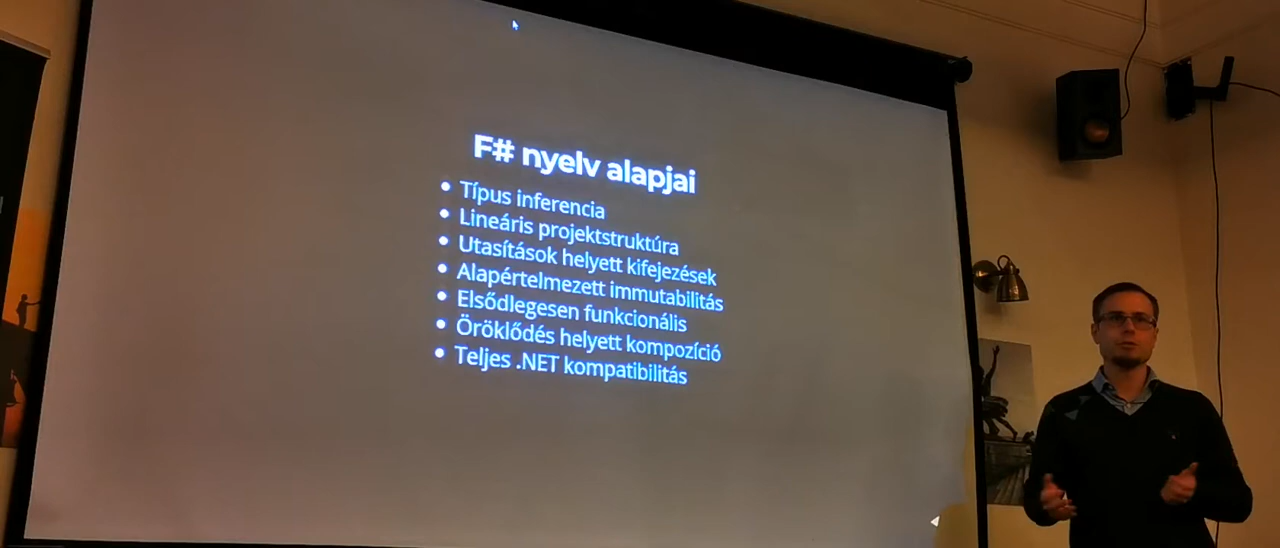 F# nyelv alapjai
• Típus inferencia
• Lineáris projektstruktúra
• Utasítások helyett kifejezések
• Alapértelmezett immutabilitás
• Elsődlegesen funkcionális
• Öröklődés helyett kompozíció
• Teljes .NET kompatibilitás